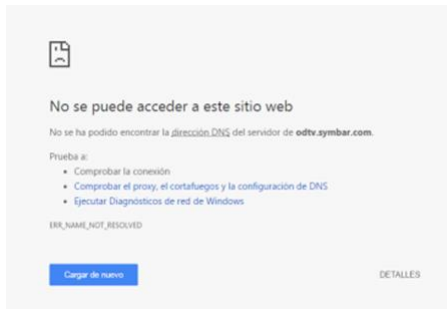 No se puede acceder a este sitio web
No se ha podido encontrar la dirección DNS del servidor de odtv.symbar.com.
Prueba a:
Comprobar la conexión
Comprobar el proxy, el cortafuegos y la configuración de DNS
Ejecutar Diagnósticos de red de Windows
ERR_NAME_NOT_RESOLVED
Cargar de nuevo
DETALLES